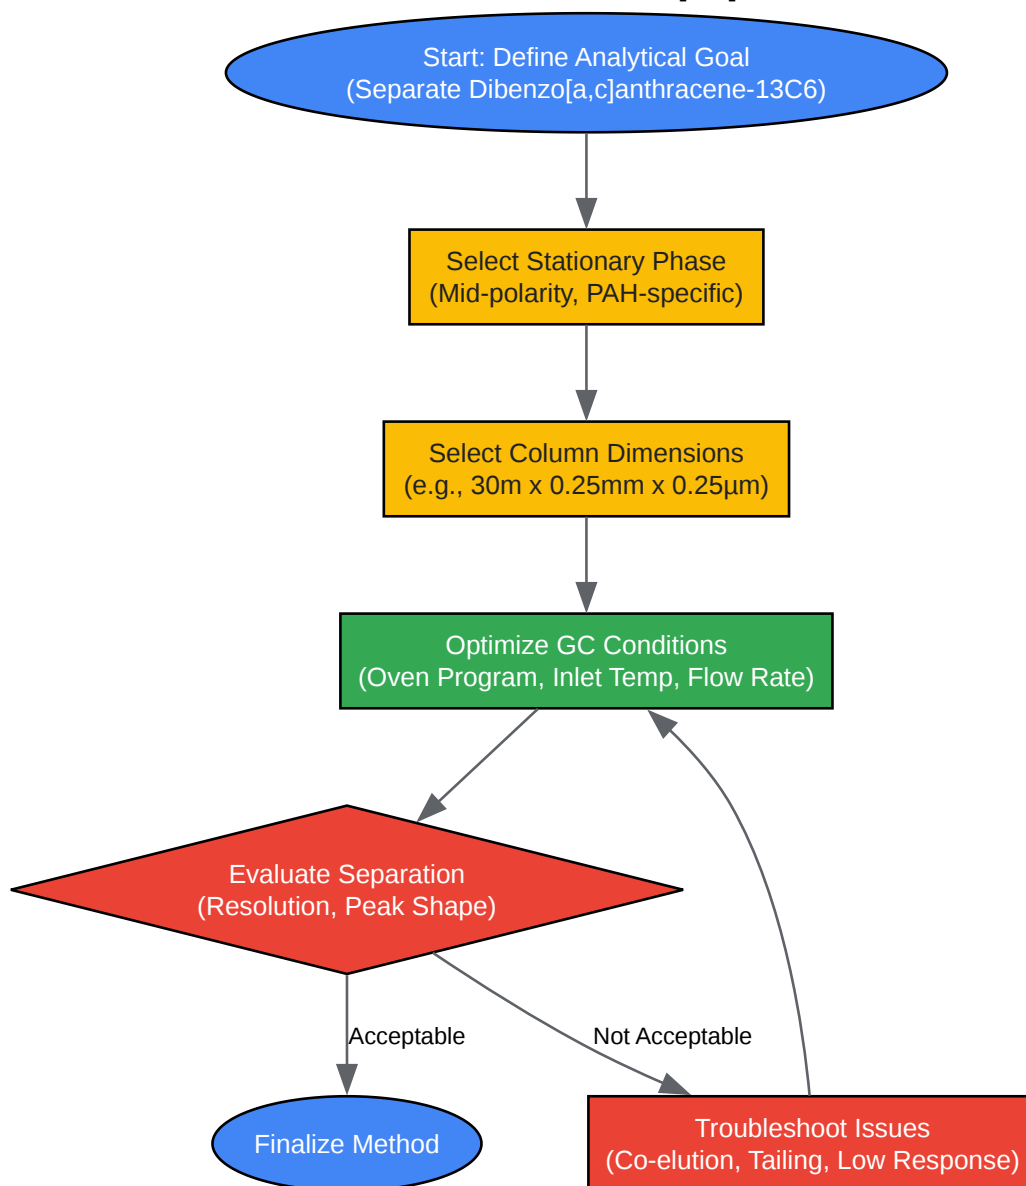 Start: Define Analytical Goal
(Separate Dibenzo[a,c]anthracene-13C6)
Select Stationary Phase
(Mid-polarity, PAH-specific)
Select Column Dimensions
(e.g., 30m x 0.25mm x 0.25µm)
Optimize GC Conditions
(Oven Program, Inlet Temp, Flow Rate)
Evaluate Separation
(Resolution, Peak Shape)
Acceptable
Not Acceptable
Finalize Method
Troubleshoot Issues
(Co-elution, Tailing, Low Response)